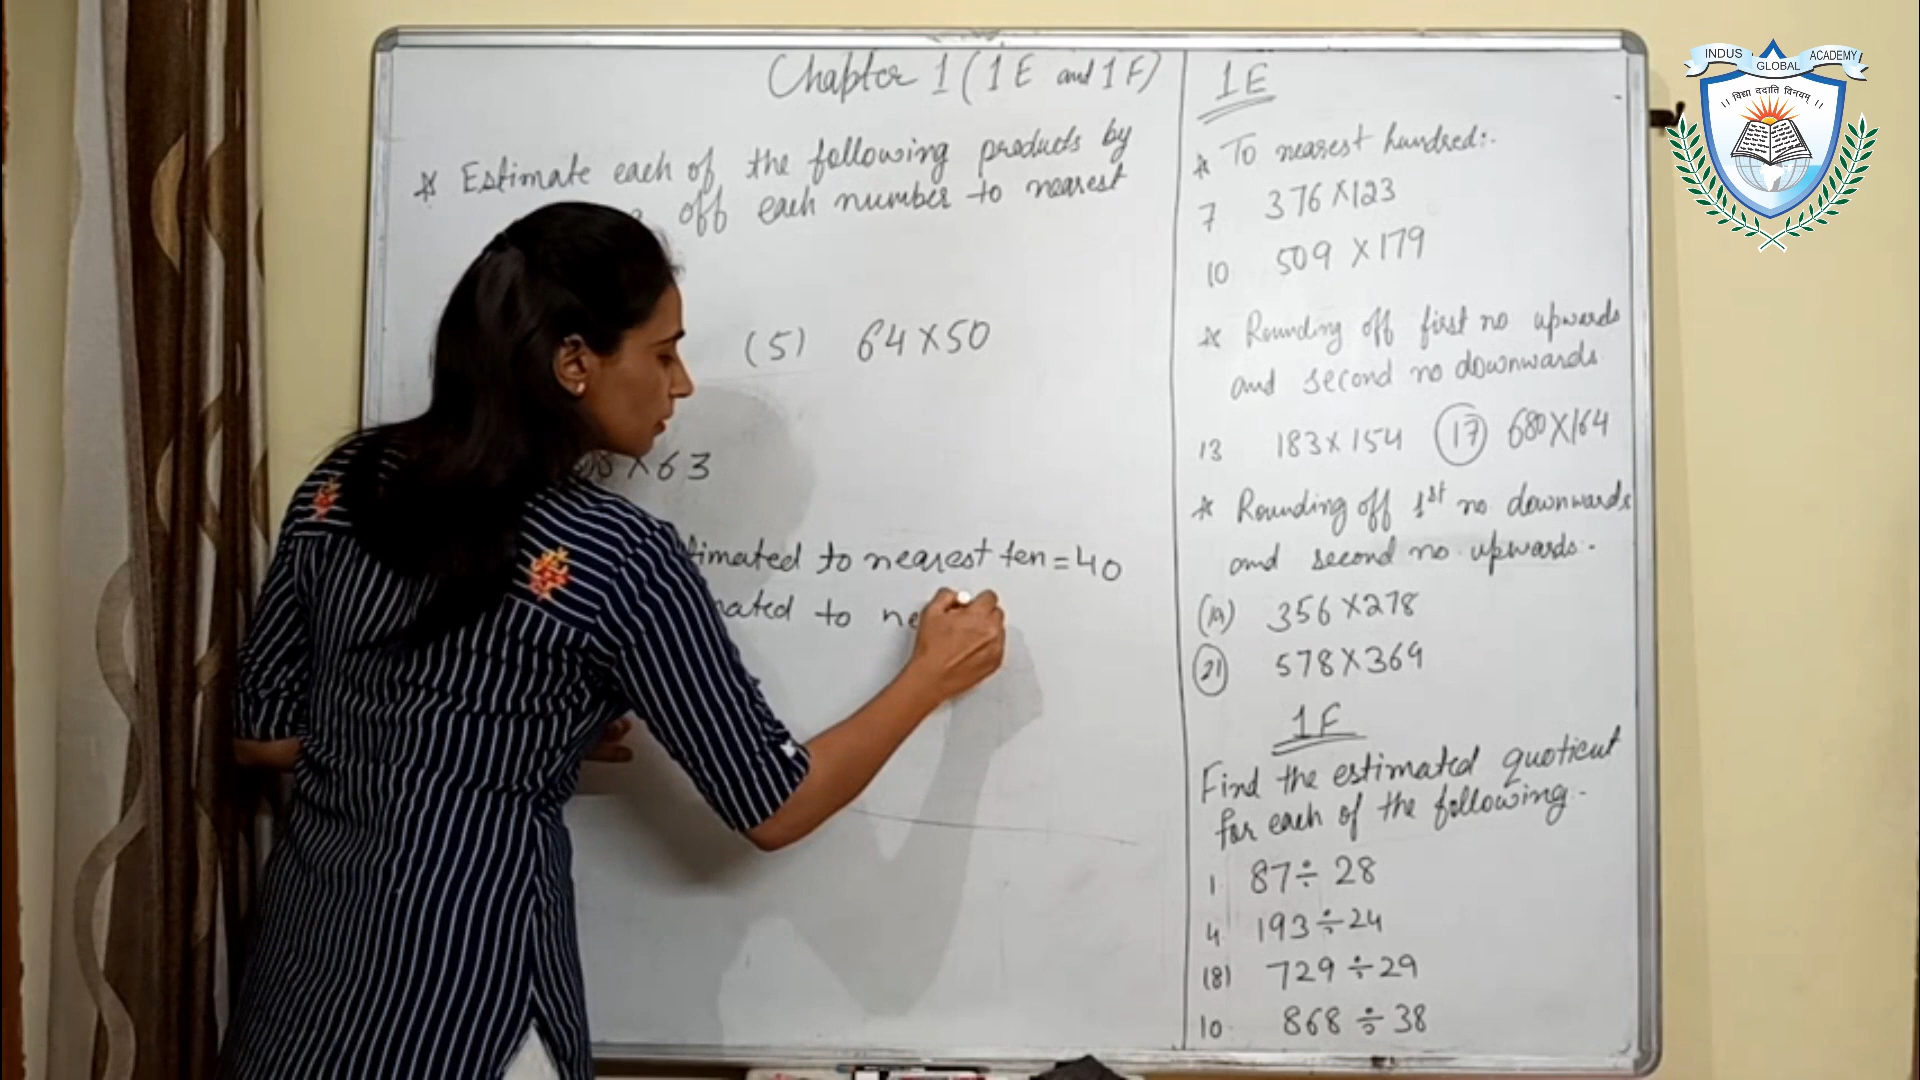 Chapter 1 (1E and 1F)
* Estimate each of the following products by
off each number to nearest
(5) 64 X 50
X 63
timated to nearest ten = 40
mated to ne
1E
* To nearest hundred:-
7 376 X 123
10 509 X 179
* Rounding off first no upwards
and second no downwards
13 183 X 154 (17) 680 X 164
* Rounding off 1st no downwards
and second no. upwards.-
(19) 356 X 278
(21) 578 X 369
1F
Find the estimated quotient
for each of the following.-
1 87 ÷ 28
4 193 ÷ 24
(8) 729 ÷ 29
10 868 ÷ 38
INDUS GLOBAL ACADEMY
।। विद्या ददाति विनयम् ।।